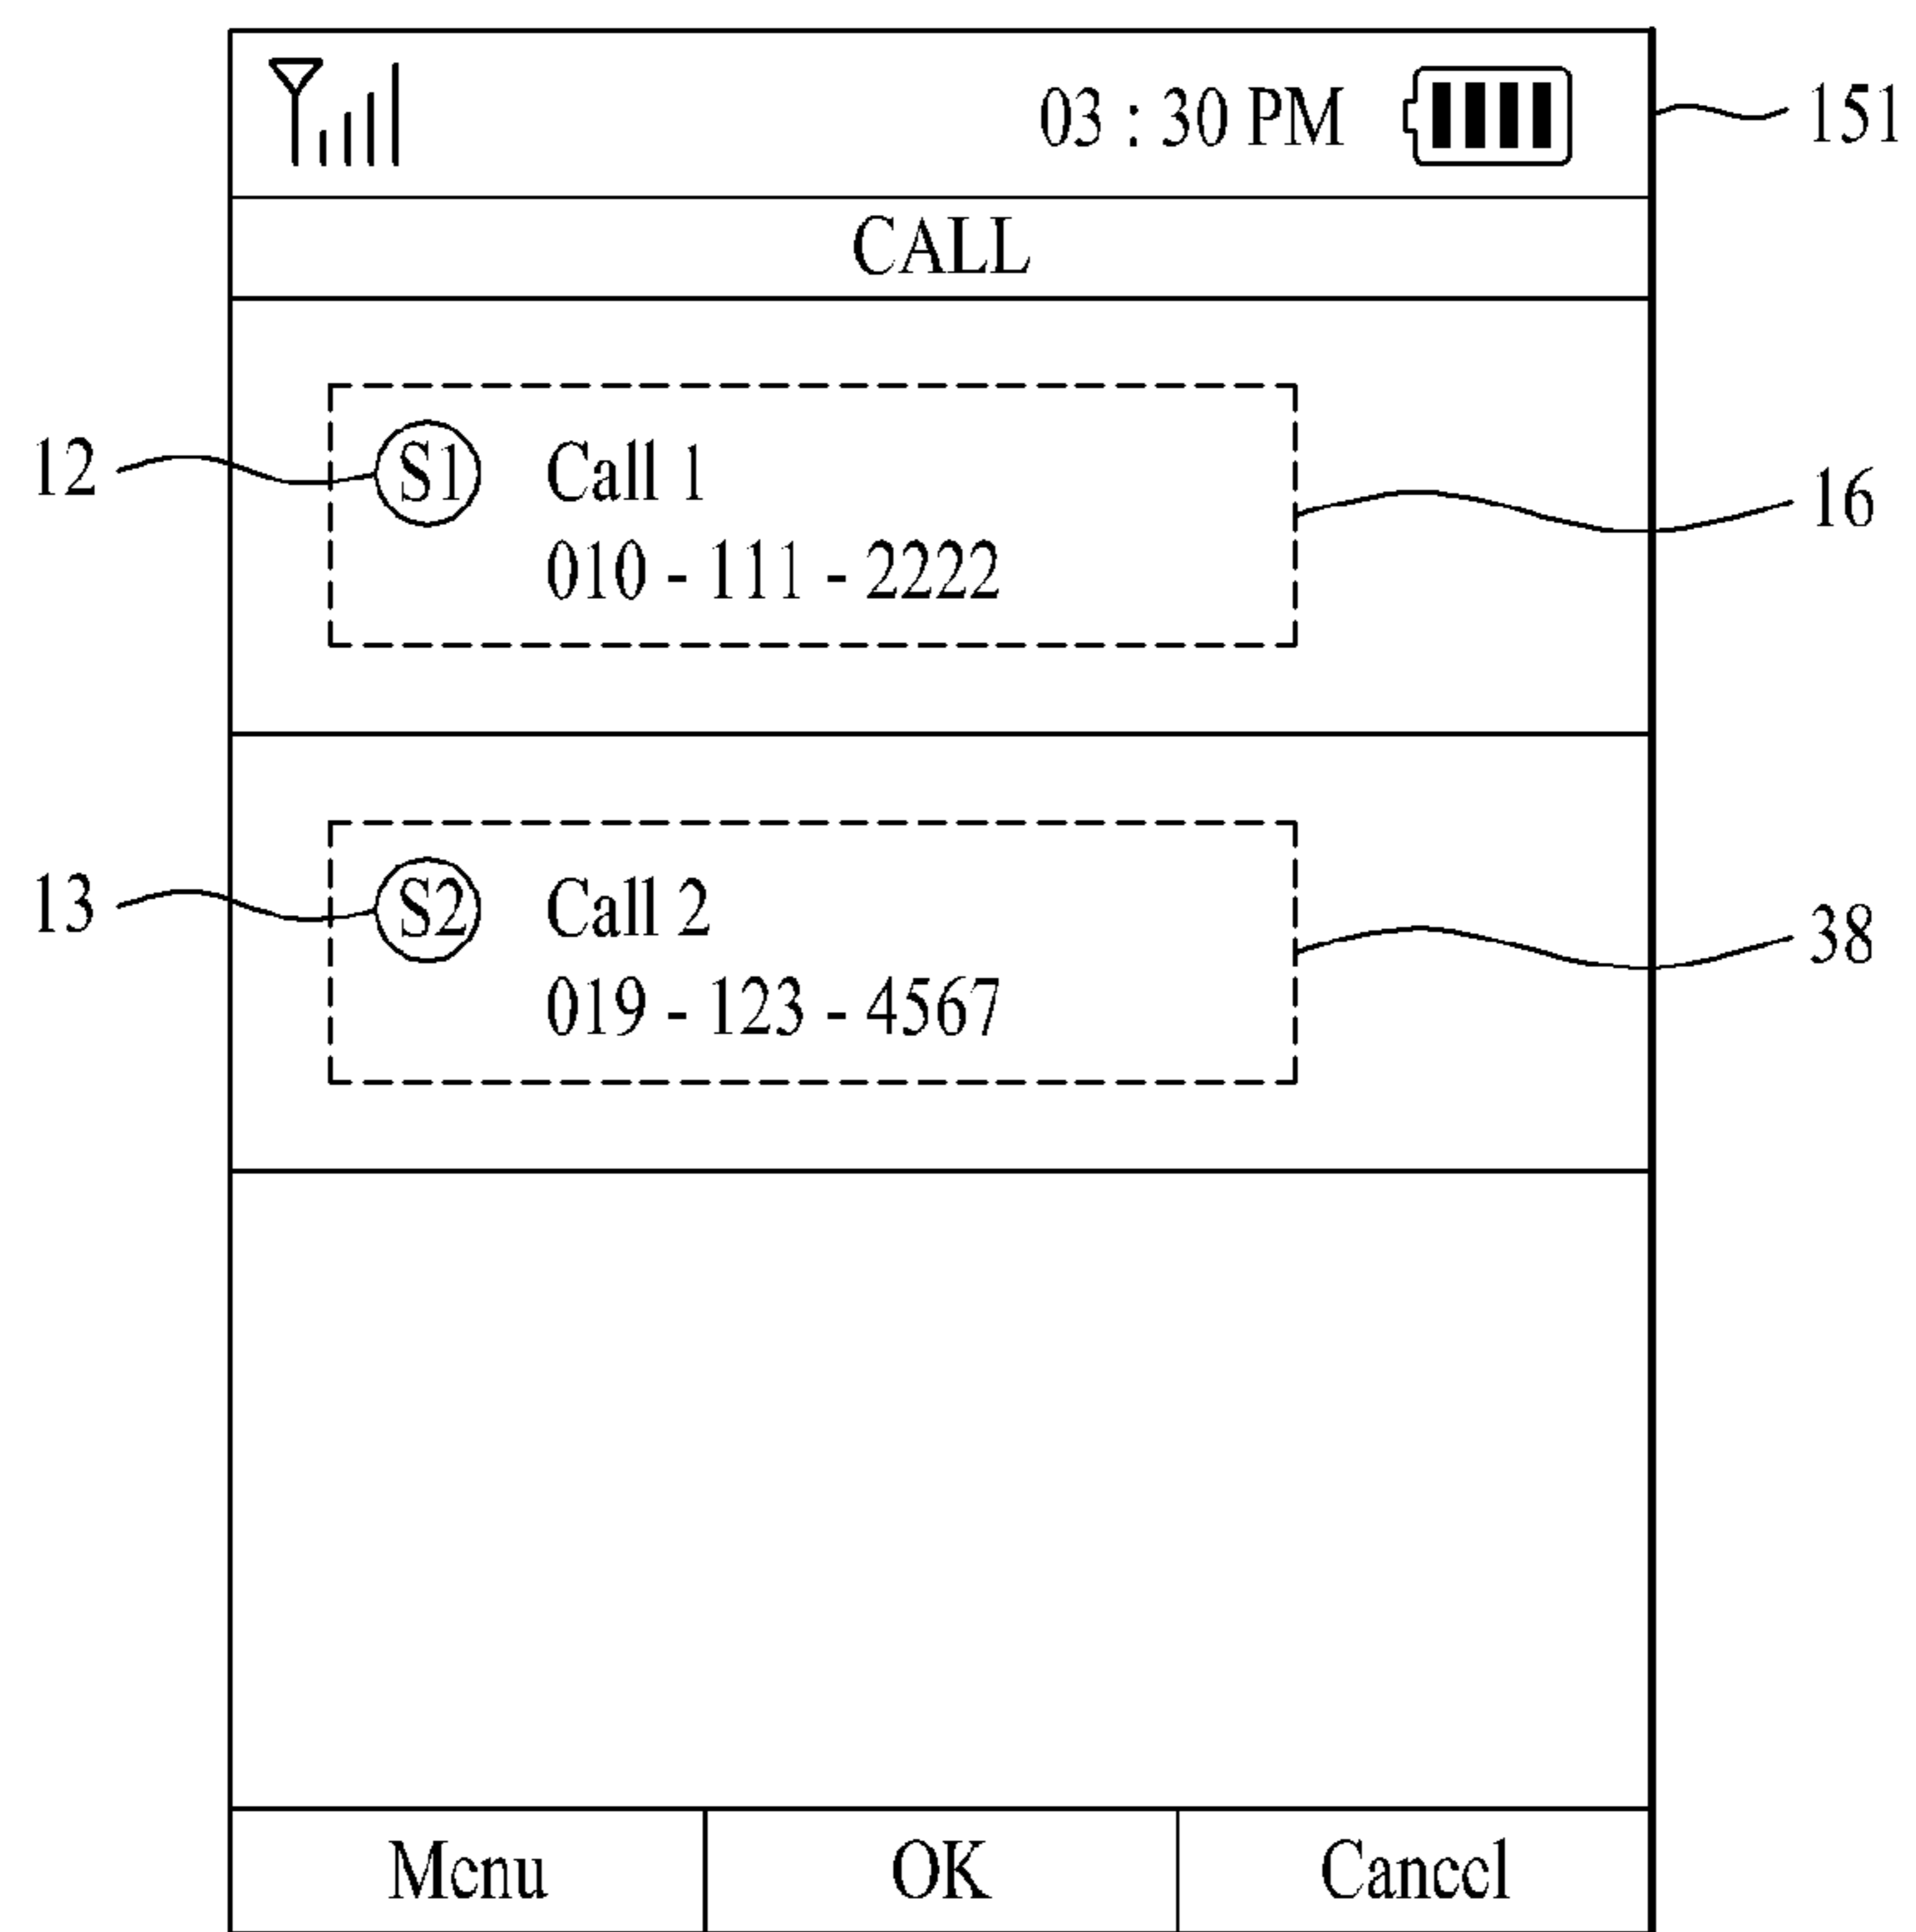 03 : 30 PM
151
CALL
12
S1 Call 1
16
010 - 111 - 2222
13
S2 Call 2
38
019 - 123 - 4567
Menu OK Cancel